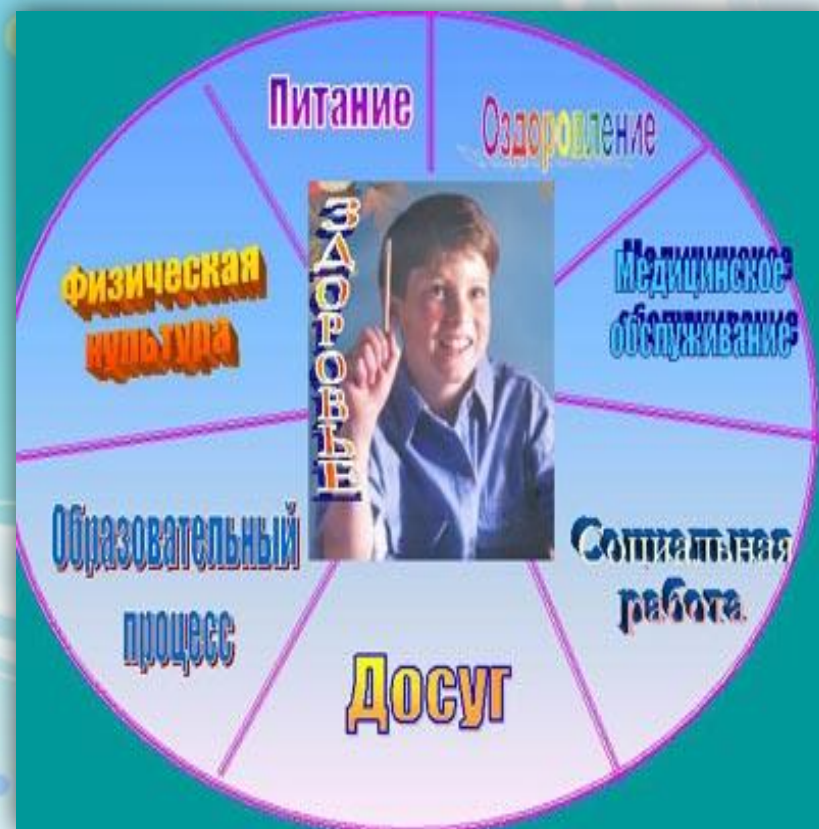 Питание
Оздоровление
Физическая
культура
ЗДОРОВЬЕ
Медицинское
обслуживание
Образовательный
процесс
Социальная
работа
Досуг